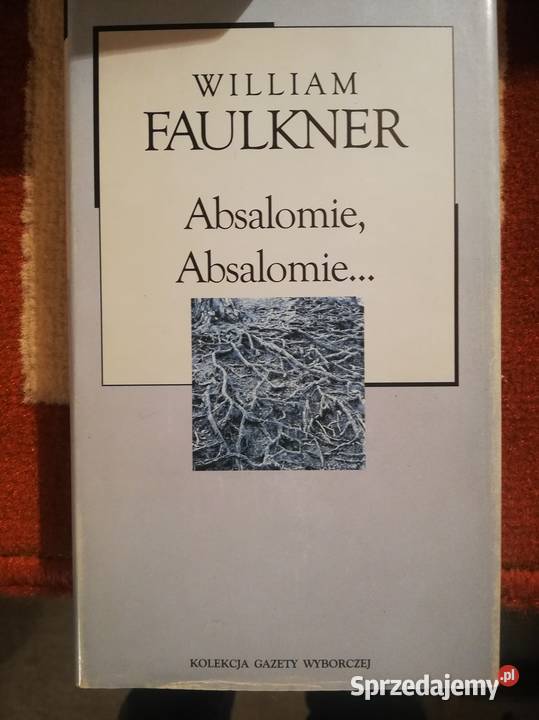 WILLIAM
FAULKNER
Absalomie,
Absalomie...
KOLEKCJA GAZETY WYBORCZEJ
Sprzedajemy.pl